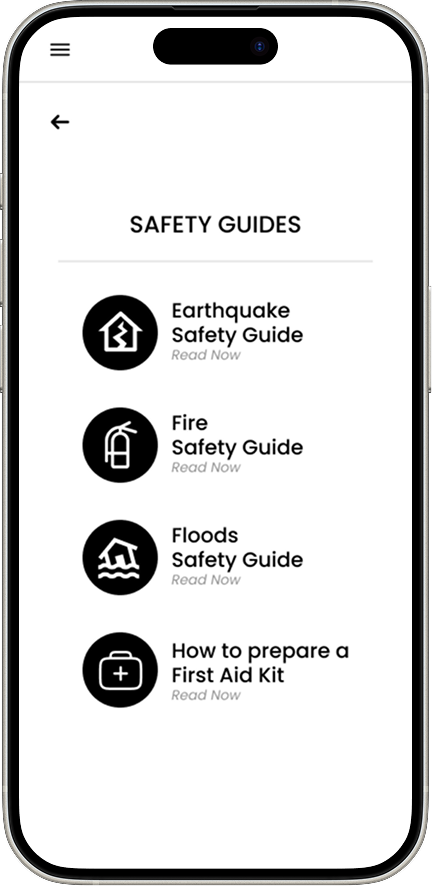 SAFETY GUIDES
Earthquake
Safety Guide
Read Now
Fire
Safety Guide
Read Now
Floods
Safety Guide
Read Now
How to prepare a
First Aid Kit
Read Now